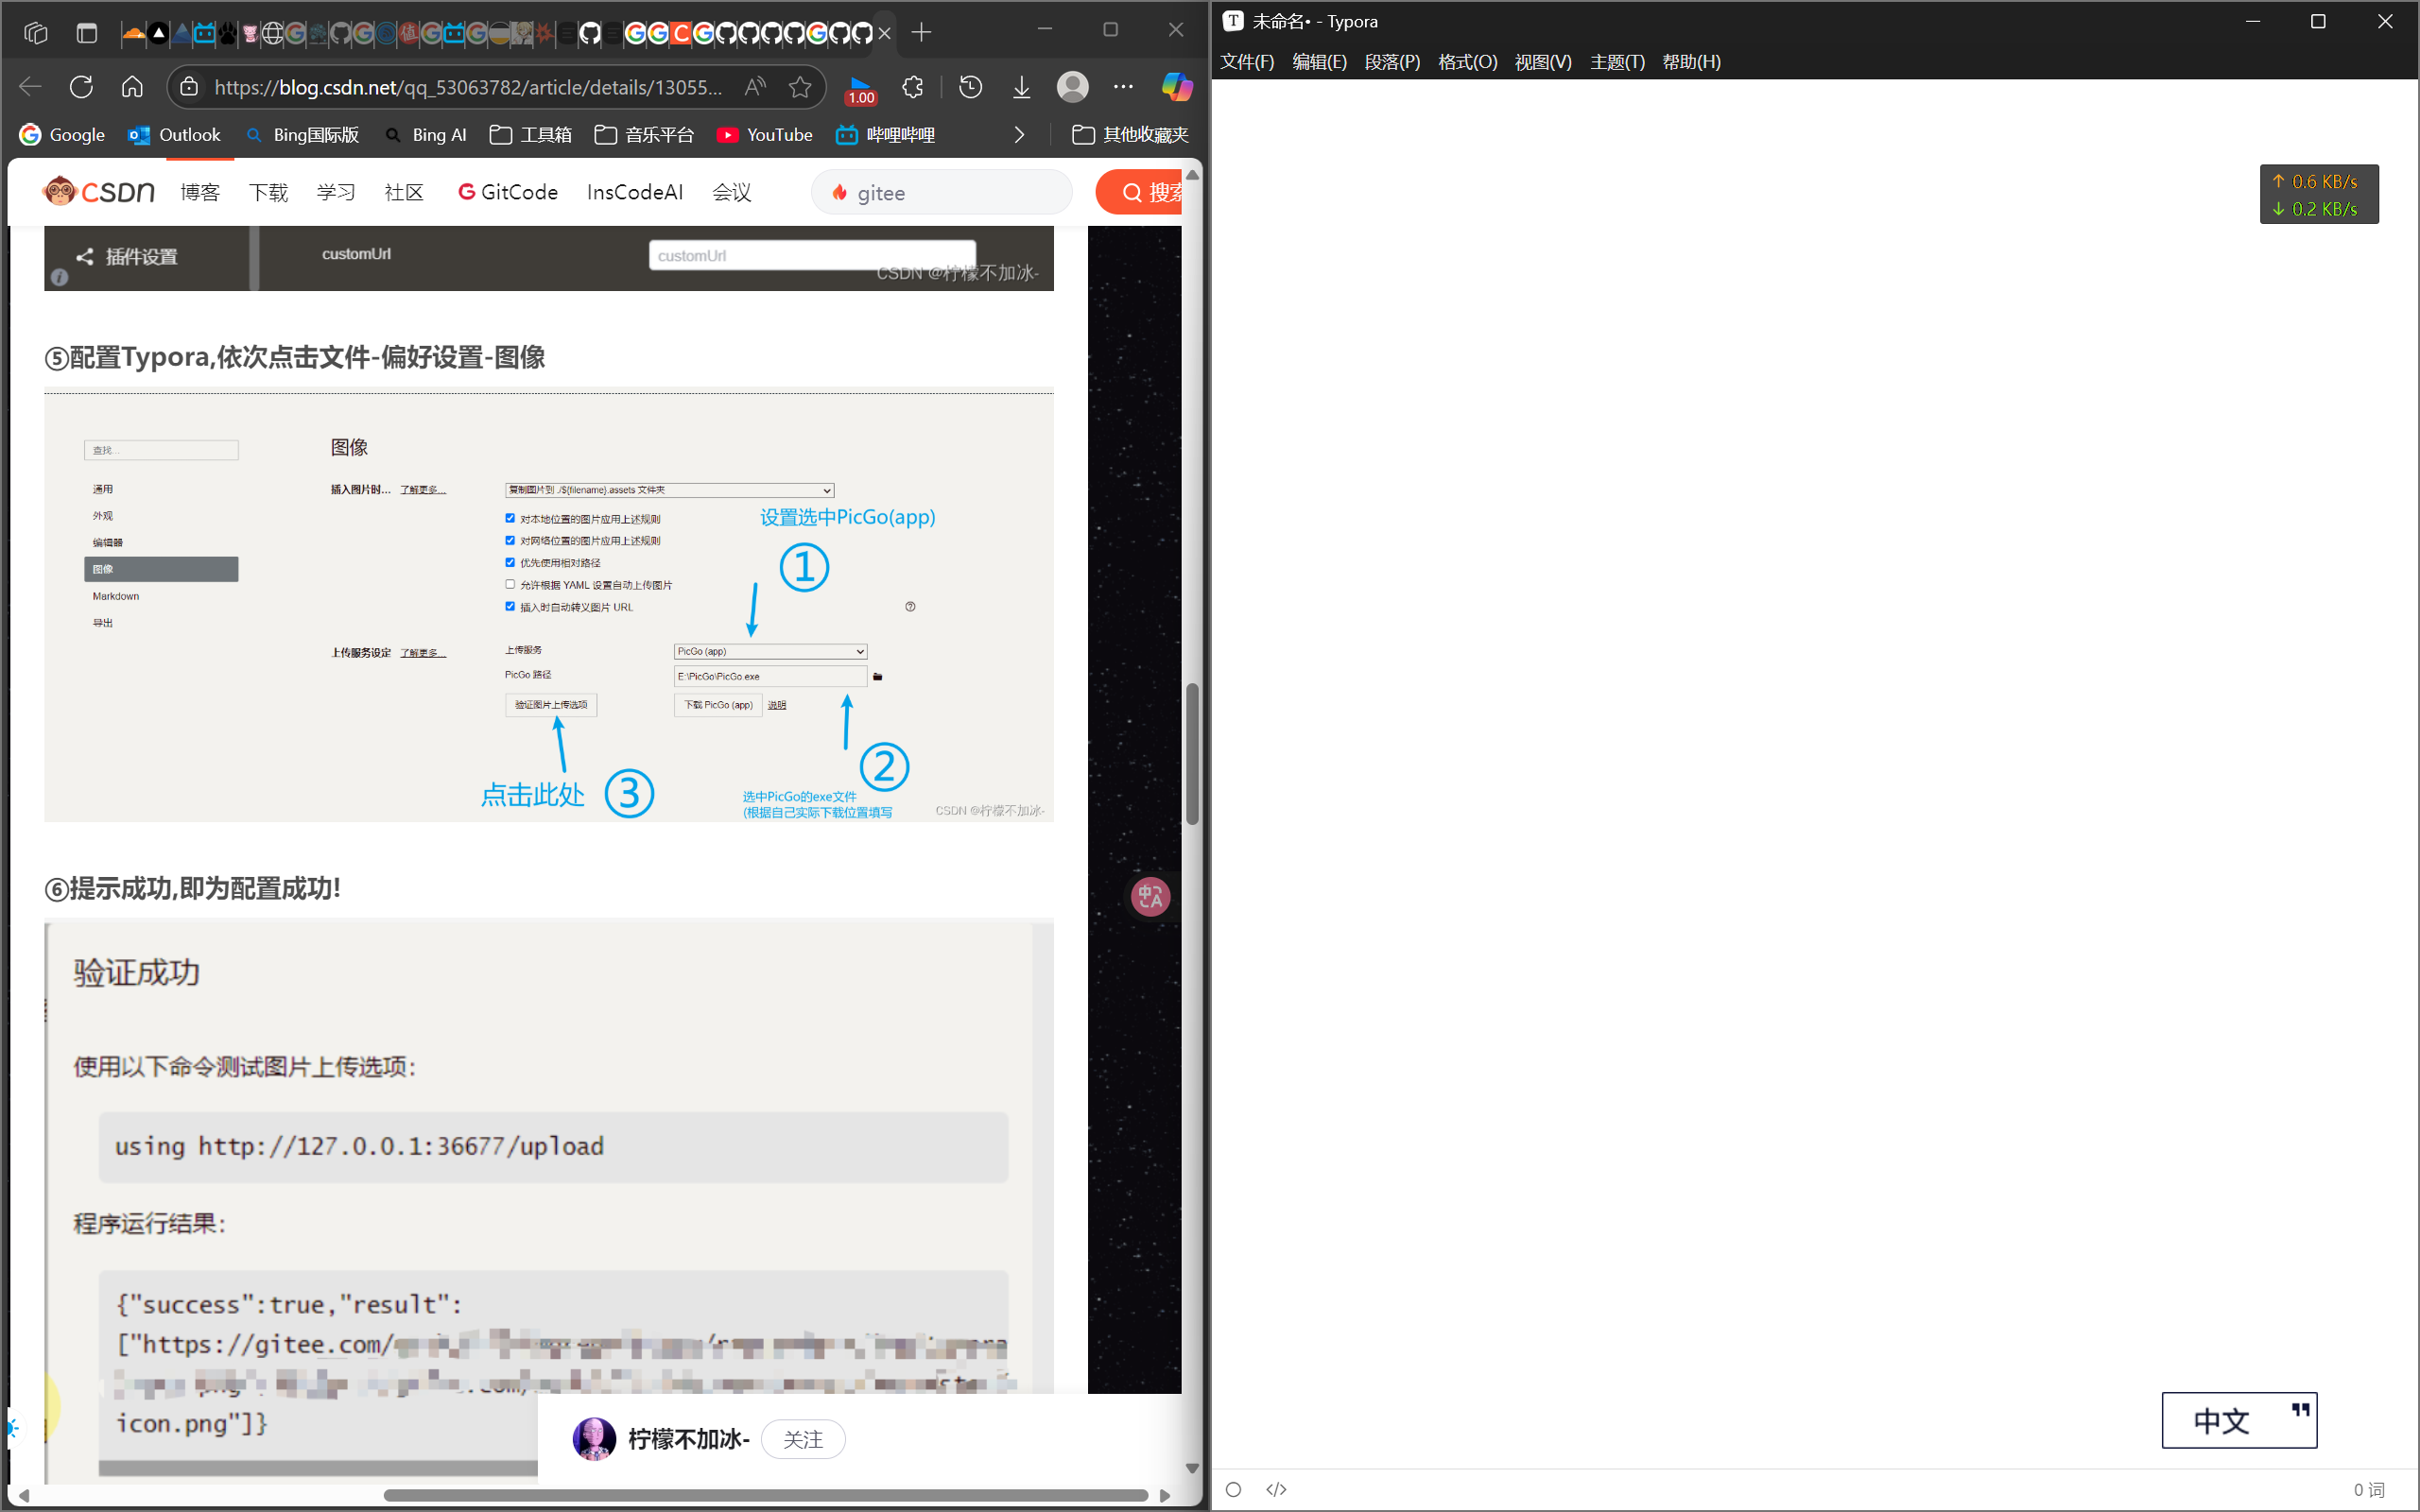 https://blog.csdn.net/qq_53063782/article/details/13055...
1.00
Google
Outlook
Bing国际版
Bing AI
工具箱
音乐平台
YouTube
哔哩哔哩
其他收藏夹
CSDN
博客
下载
学习
社区
GitCode
InsCodeAI
会议
gitee
搜索
插件设置
customUrl
customUrl
CSDN @柠檬不加冰-
⑤配置Typora,依次点击文件-偏好设置-图像
查找...
通用
外观
编辑器
图像
Markdown
导出
图像
插入图片时... 了解更多...
复制图片到 ./${filename}.assets 文件夹
对本地位置的图片应用上述规则
对网络位置的图片应用上述规则
优先使用相对路径
允许根据 YAML 设置自动上传图片
插入时自动转义图片 URL
设置选中PicGo(app)
①
上传服务设定 了解更多...
上传服务
PicGo (app)
PicGo 路径
E:\PicGo\PicGo.exe
验证图片上传选项
下载 PicGo (app)
说明
点击此处 ③
②
选中PicGo的exe文件
(根据自己实际下载位置填写
CSDN @柠檬不加冰-
⑥提示成功,即为配置成功!
验证成功
使用以下命令测试图片上传选项:
using http://127.0.0.1:36677/upload
程序运行结果:
{"success":true,"result":
["https://gitee.com/
icon.png"]}
柠檬不加冰-
关注
未命名• - Typora
文件(F)
编辑(E)
段落(P)
格式(O)
视图(V)
主题(T)
帮助(H)
↑ 0.6 KB/s
↓ 0.2 KB/s
中文
0 词